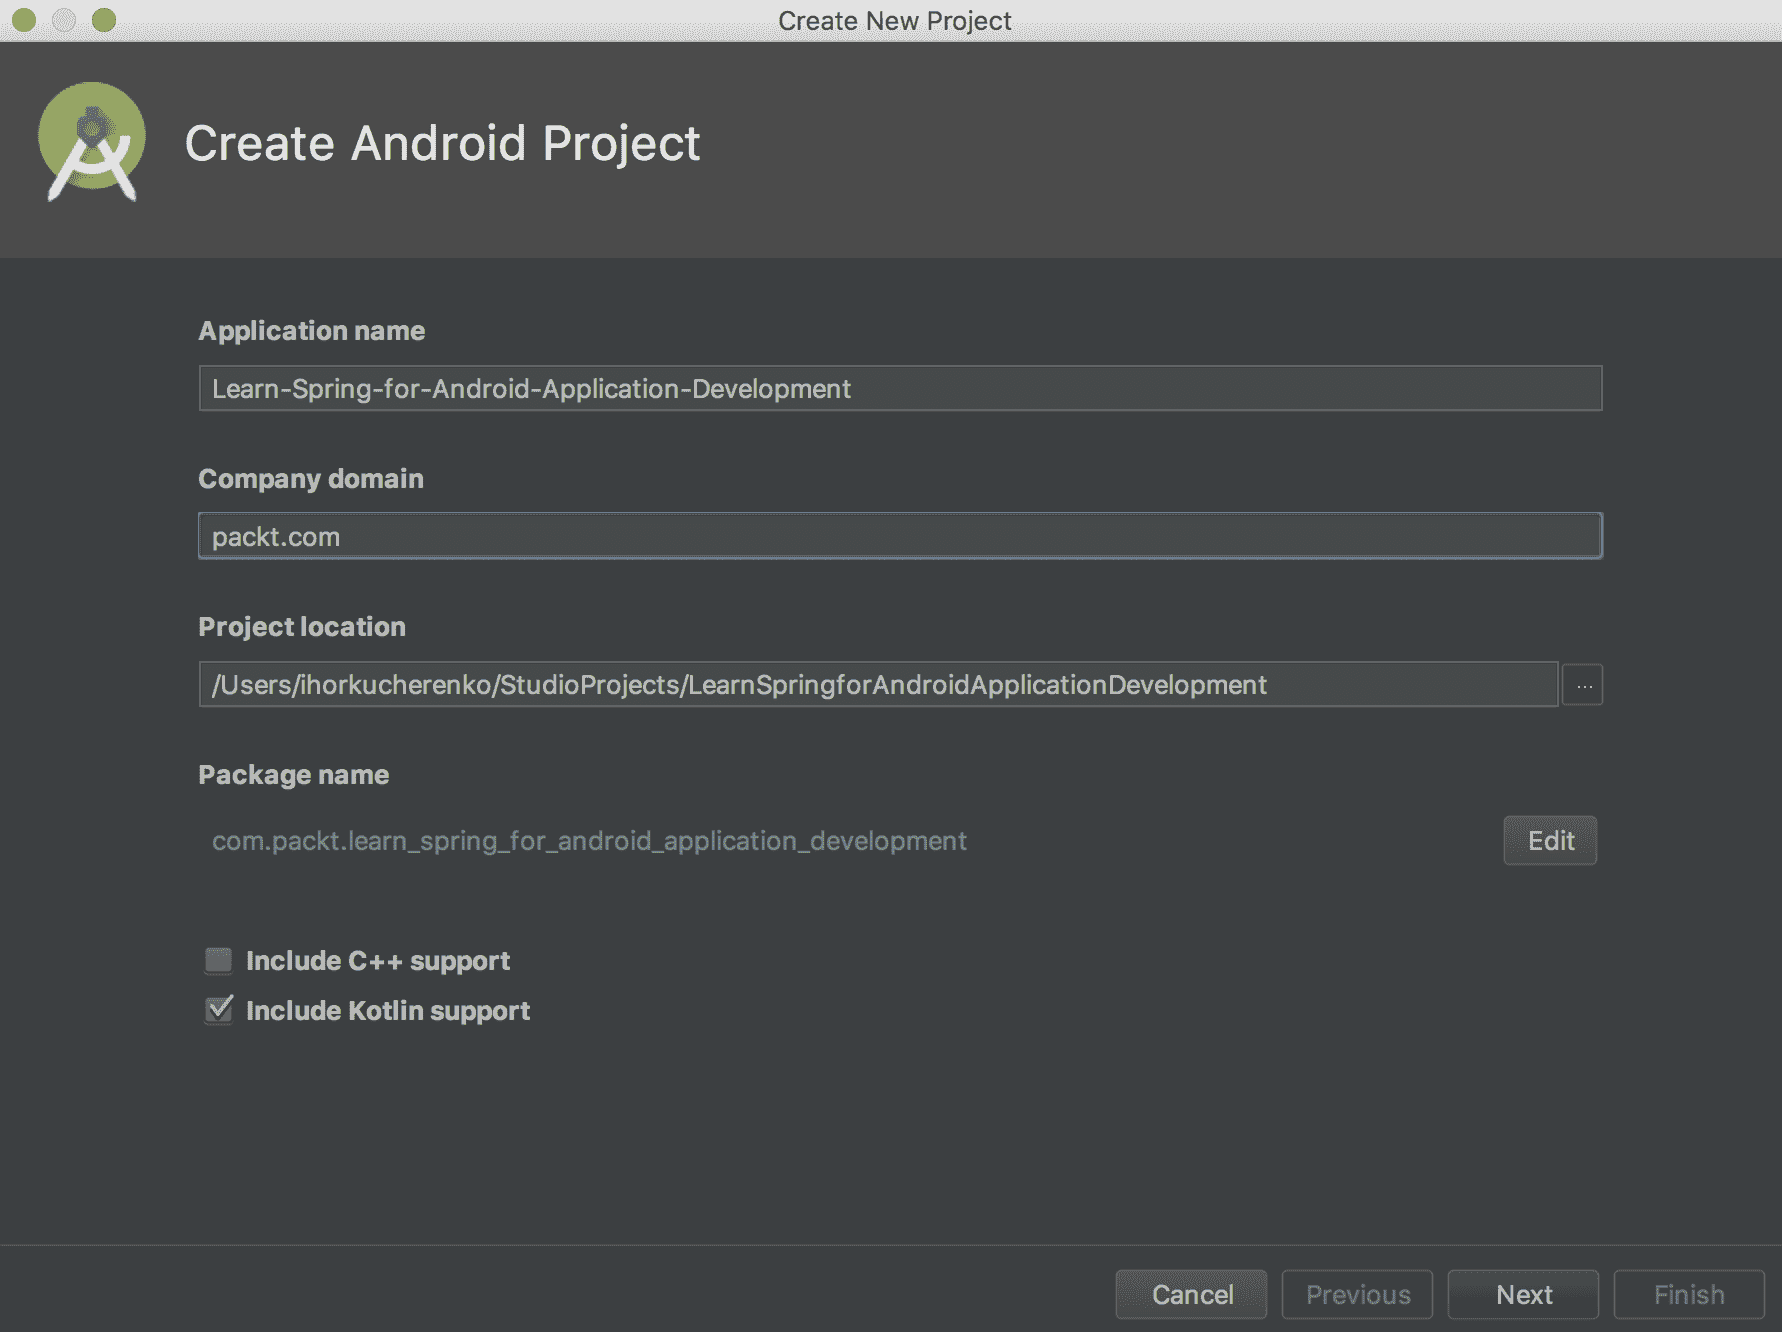 Create New Project
Create Android Project
Application name
Learn-Spring-for-Android-Application-Development
Company domain
packt.com
Project location
/Users/ihorkucherenko/StudioProjects/LearnSpringforAndroidApplicationDevelopment
...
Package name
com.packt.learn_spring_for_android_application_development
Edit
Include C++ support
Include Kotlin support
Cancel Previous Next Finish